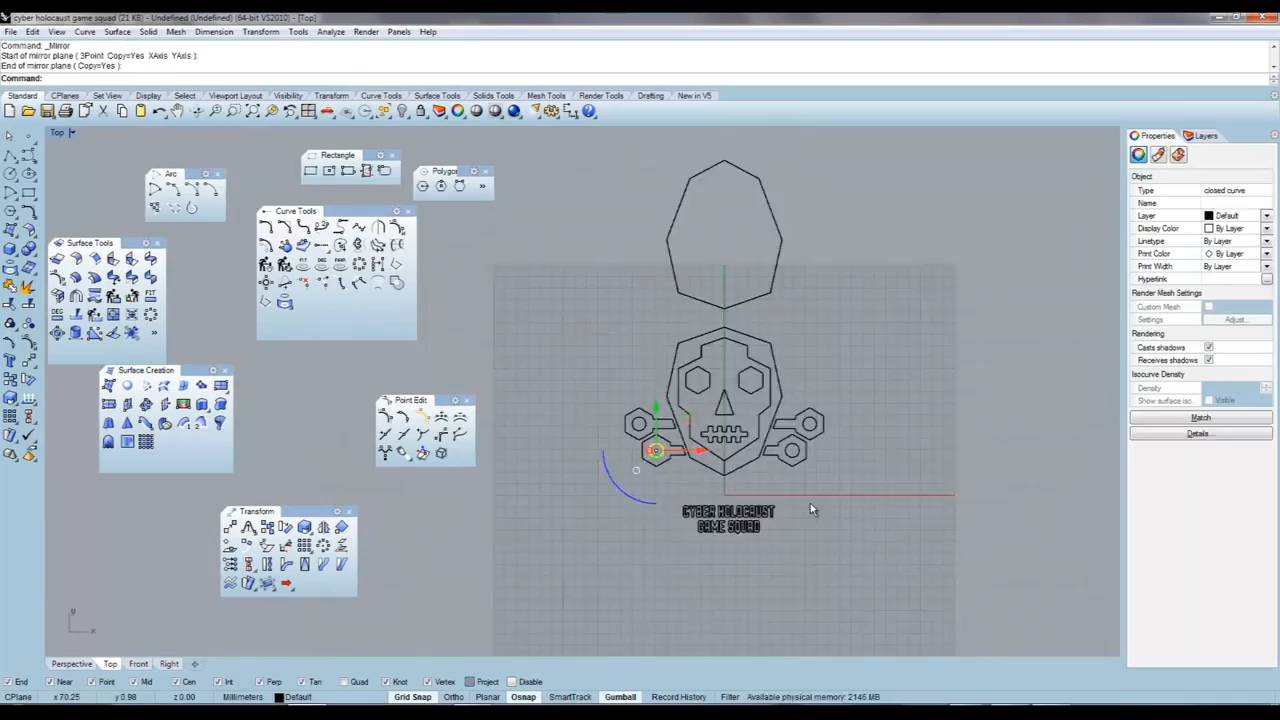 cyber holocaust game squad (21 KB) - Undefined (Undefined) (64-bit VS2010) - [Top]
File Edit View Curve Surface Solid Mesh Dimension Transform Tools Analyze Render Panels Help
Command: _Mirror
Start of mirror plane ( 3Point Copy=Yes XAxis YAxis ):
End of mirror plane ( Copy=Yes ):
Command:
Standard CPlanes Set View Display Select Viewport Layout Visibility Transform Curve Tools Surface Tools Solids Tools Mesh Tools Render Tools Drafting New in V5
Top
Properties Layers
Rectangle
Arc
Polygon
Object
Type closed curve
Name
Curve Tools
Layer Default
Display Color By Layer
Surface Tools
Linetype By Layer
Print Color By Layer
Print Width By Layer
Hyperlink
Render Mesh Settings
Custom Mesh
Settings Adjust...
Rendering
Casts shadows
Receives shadows
Surface Creation
Isocurve Density
Density
Show surface iso... Visible
Point Edit
Match
Details...
Transform
CYBER HOLOCAUST
GAME SQUAD
y
x
Perspective Top Front Right
End Near Point Mid Cen Int Perp Tan Quad Knot Vertex Project Disable
CPlane x 70.25 y 0.98 z 0.00 Millimeters Default Grid Snap Ortho Planar Osnap SmartTrack Gumball Record History Filter Available physical memory: 2146 MB